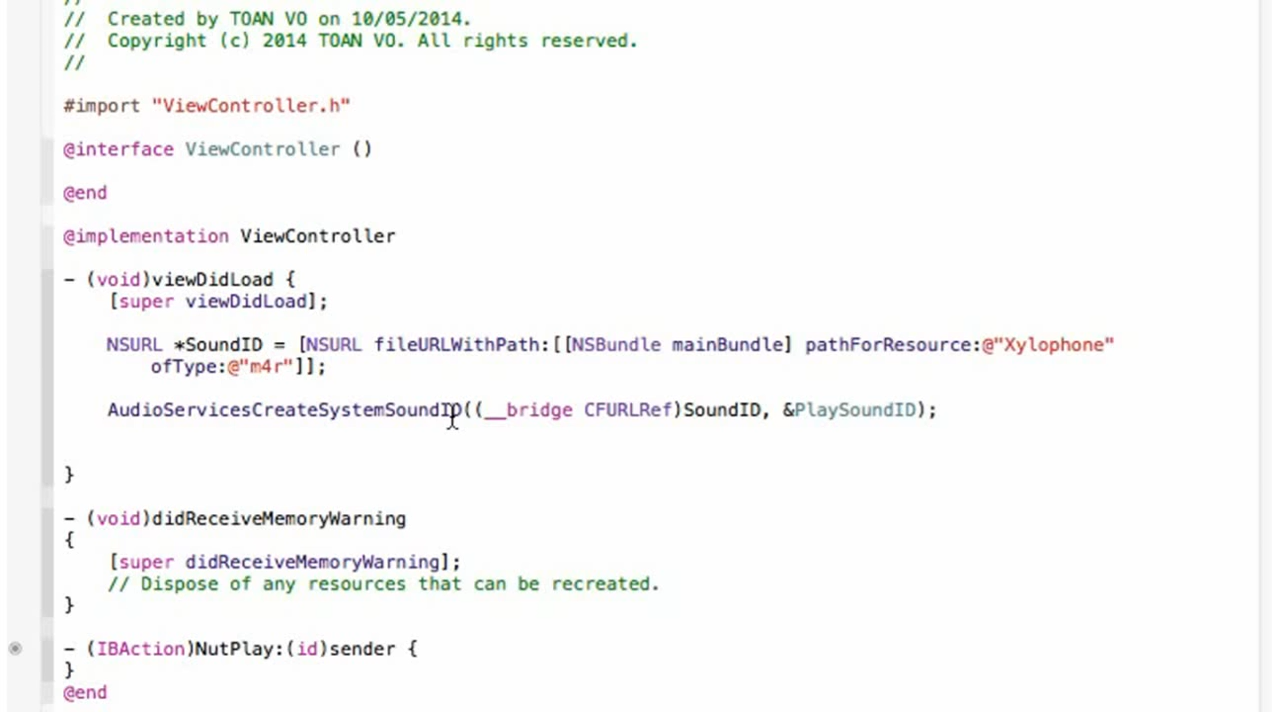 //
//  Created by TOAN VO on 10/05/2014.
//  Copyright (c) 2014 TOAN VO. All rights reserved.
//
#import "ViewController.h"
@interface ViewController ()
@end
@implementation ViewController
- (void)viewDidLoad {
[super viewDidLoad];
NSURL *SoundID = [NSURL fileURLWithPath:[[NSBundle mainBundle] pathForResource:@"Xylophone"
ofType:@"m4r"]];
AudioServicesCreateSystemSoundID((__bridge CFURLRef)SoundID, &PlaySoundID);
}
- (void)didReceiveMemoryWarning
{
[super didReceiveMemoryWarning];
// Dispose of any resources that can be recreated.
}
- (IBAction)NutPlay:(id)sender {
}
@end